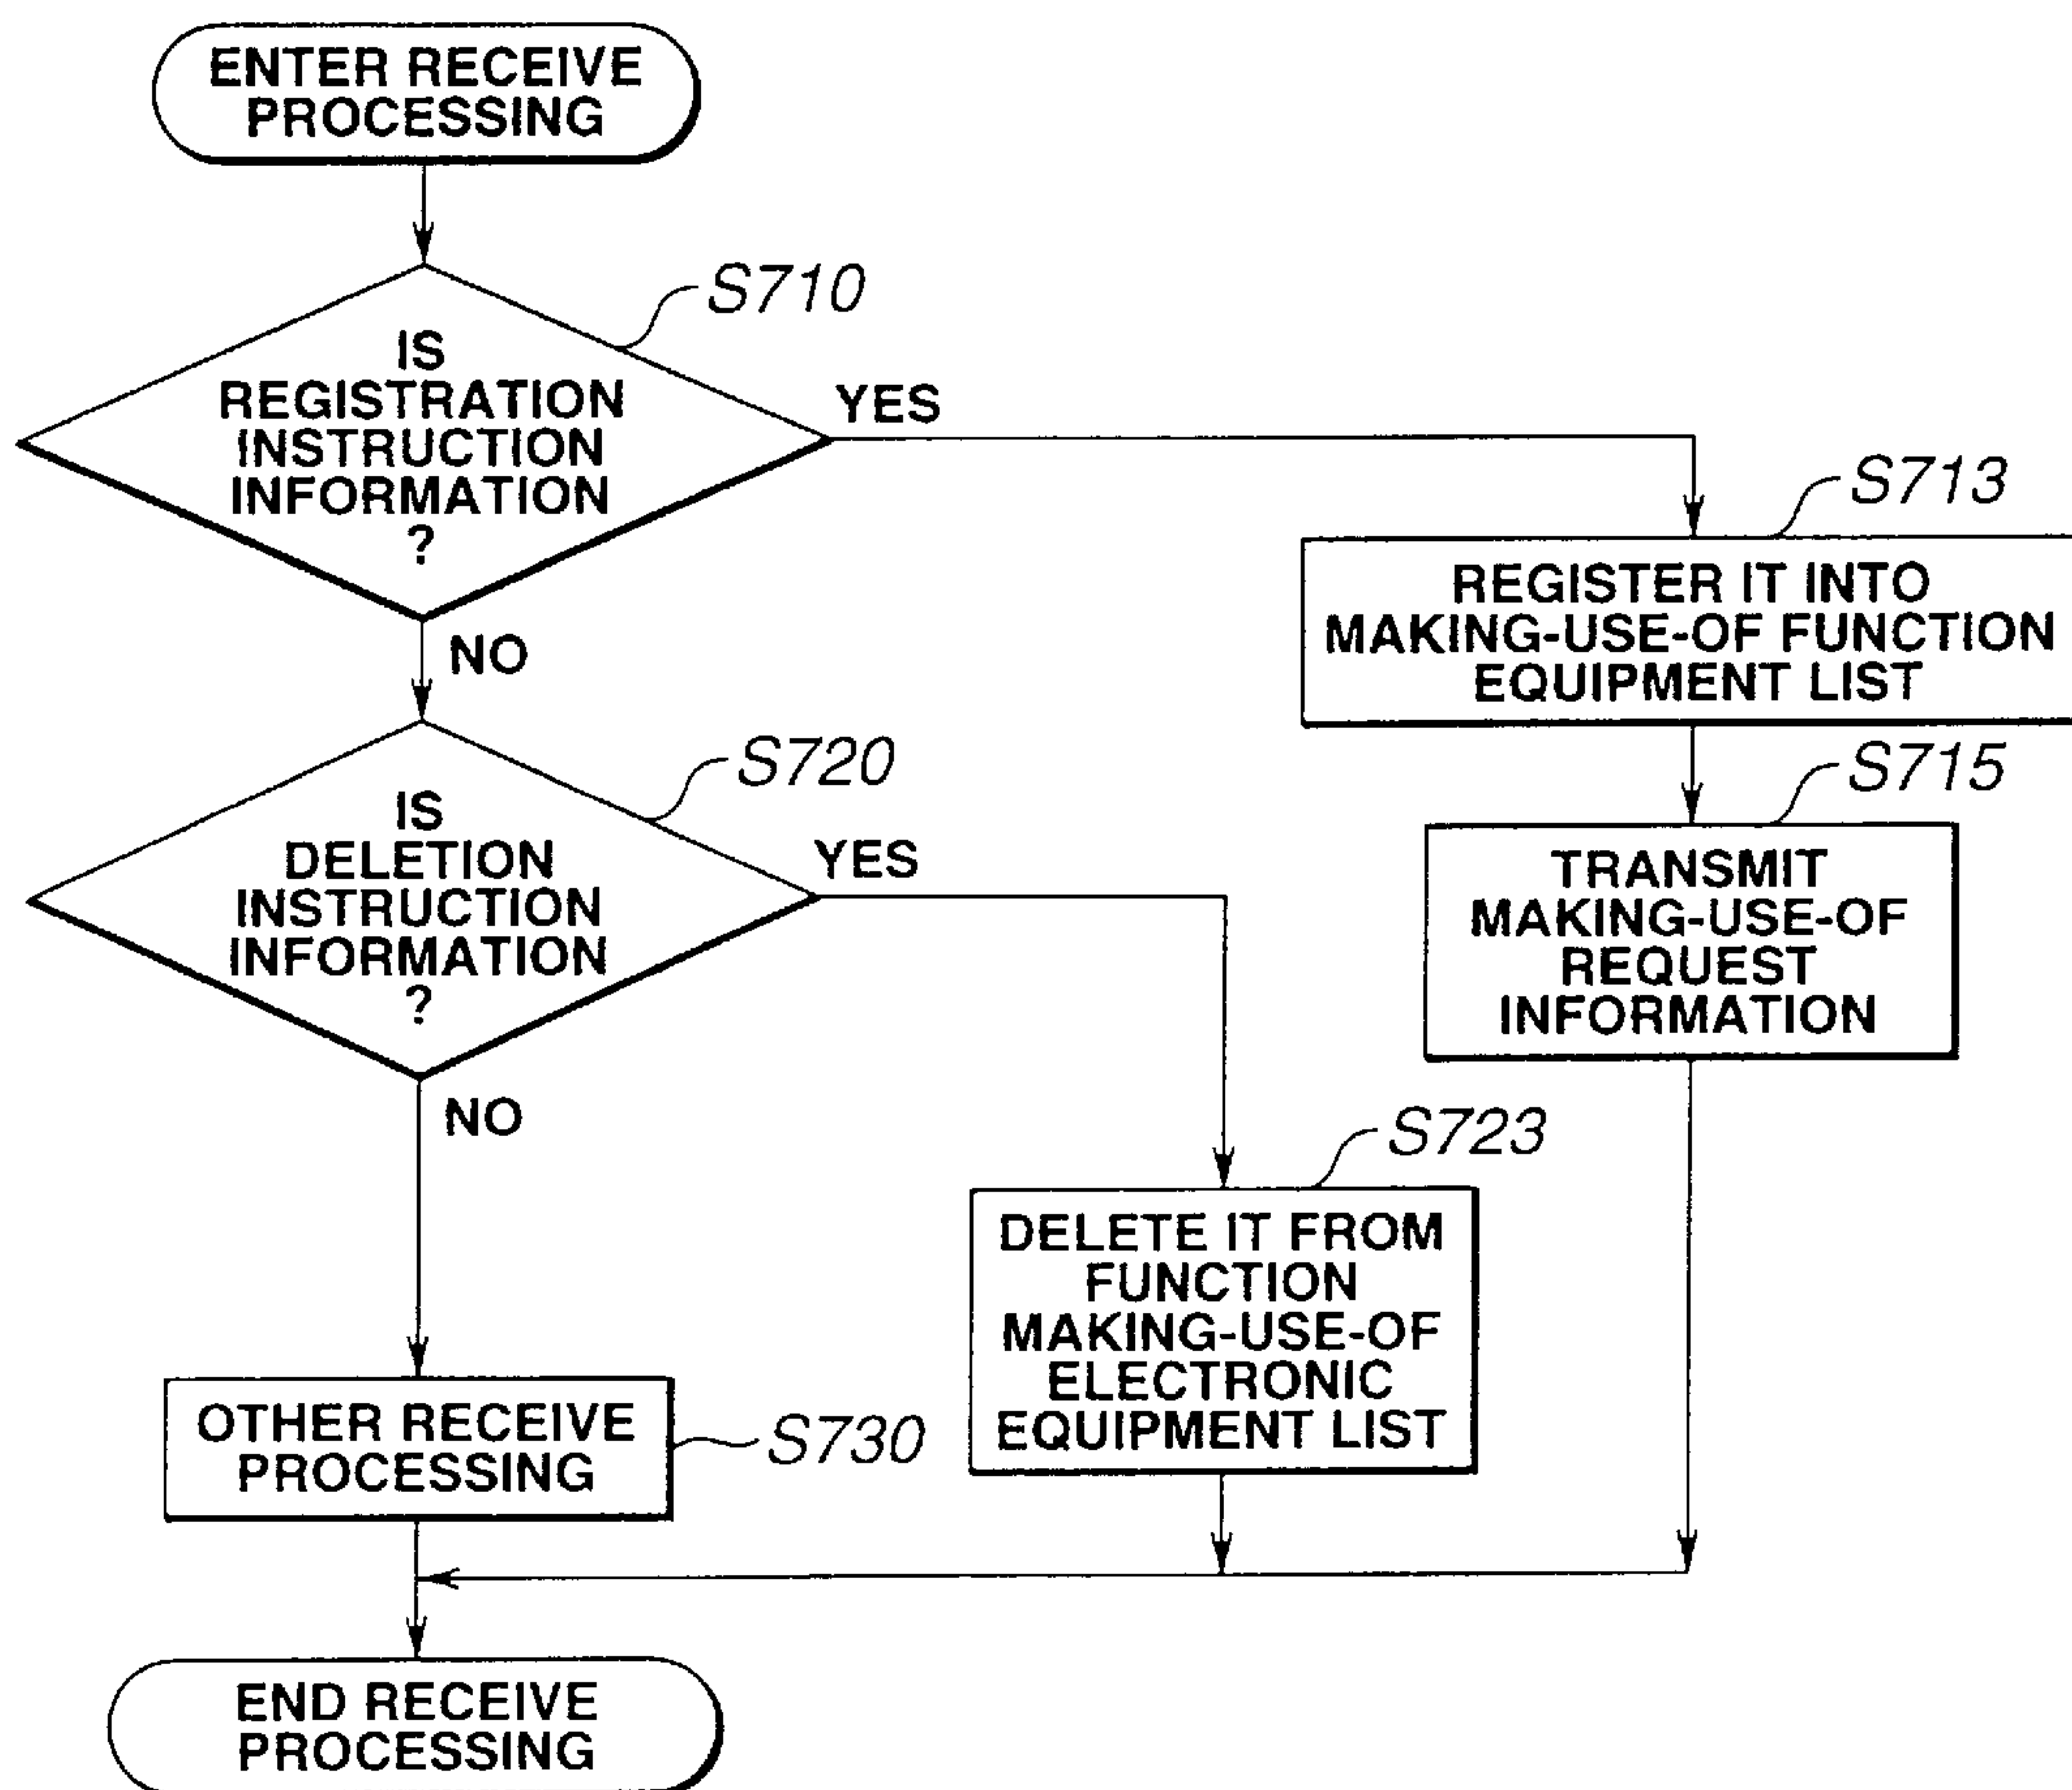 ENTER RECEIVE
PROCESSING
S710
IS
REGISTRATION
INSTRUCTION
INFORMATION
?
YES
NO
S713
REGISTER IT INTO
MAKING-USE-OF FUNCTION
EQUIPMENT LIST
S715
TRANSMIT
MAKING-USE-OF
REQUEST
INFORMATION
S720
IS
DELETION
INSTRUCTION
INFORMATION
?
YES
NO
S723
DELETE IT FROM
FUNCTION
MAKING-USE-OF
ELECTRONIC
EQUIPMENT LIST
OTHER RECEIVE
PROCESSING
S730
END RECEIVE
PROCESSING